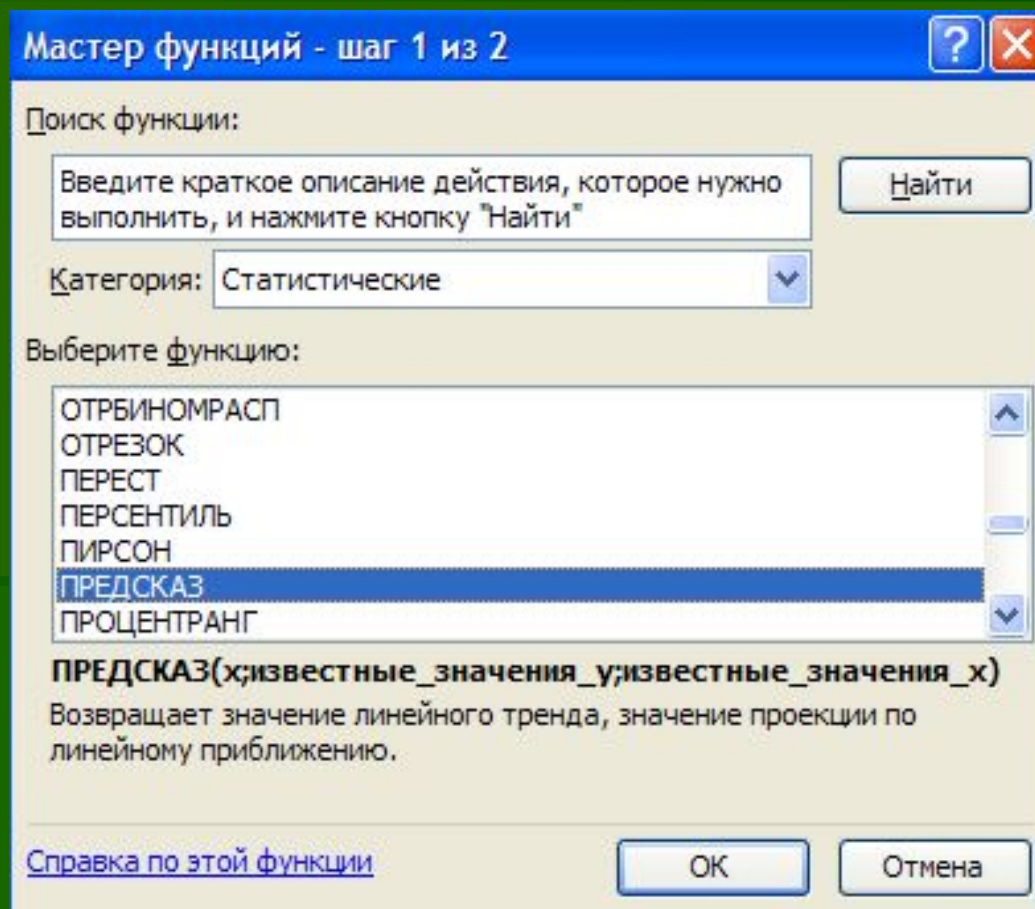 Мастер функций - шаг 1 из 2
Поиск функции:
Введите краткое описание действия, которое нужно
выполнить, и нажмите кнопку "Найти"
Найти
Категория: Статистические
Выберите функцию:
ОТРБИНОМРАСП
ОТРЕЗОК
ПЕРЕСТ
ПЕРСЕНТИЛЬ
ПИРСОН
ПРЕДСКАЗ
ПРОЦЕНТРАНГ
ПРЕДСКАЗ(x;известные_значения_y;известные_значения_x)
Возвращает значение линейного тренда, значение проекции по
линейному приближению.
Справка по этой функции
ОК
Отмена